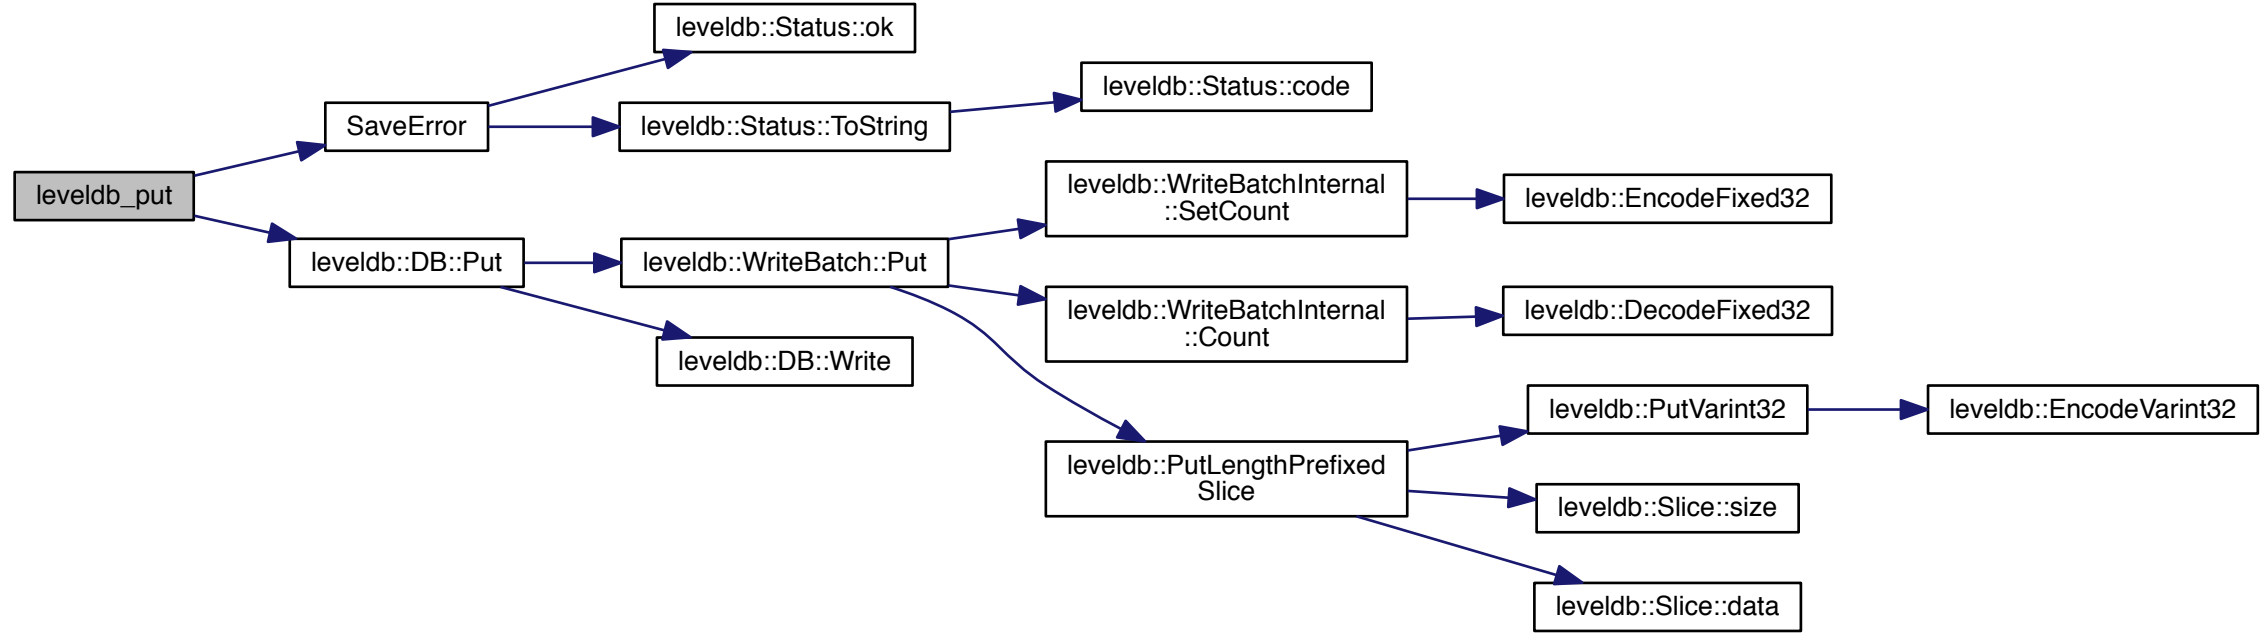 leveldb::Status::ok
leveldb::Status::code
SaveError
leveldb::Status::ToString
leveldb_put
leveldb::WriteBatchInternal
::SetCount
leveldb::EncodeFixed32
leveldb::DB::Put
leveldb::WriteBatch::Put
leveldb::WriteBatchInternal
::Count
leveldb::DecodeFixed32
leveldb::DB::Write
leveldb::PutVarint32
leveldb::EncodeVarint32
leveldb::PutLengthPrefixed
Slice
leveldb::Slice::size
leveldb::Slice::data